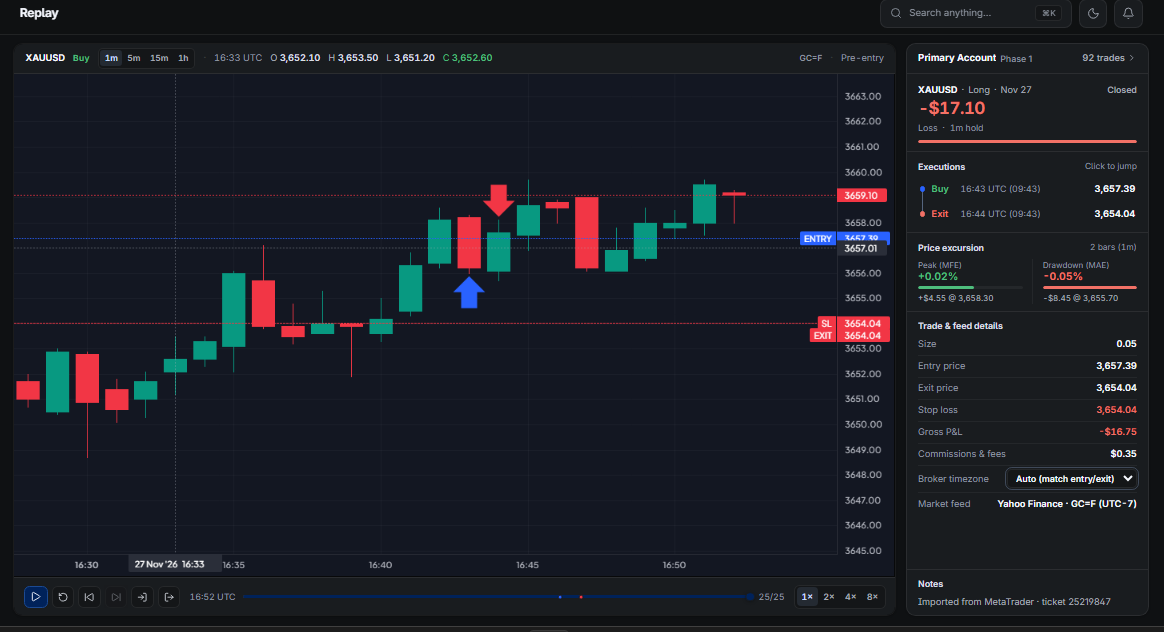 Replay
Search anything... ⌘K
XAUUSD Buy 1m 5m 15m 1h · 16:33 UTC O 3,652.10 H 3,653.50 L 3,651.20 C 3,652.60 GC=F · Pre-entry
3663.00
3662.00
3661.00
3660.00
3659.10
3658.00
ENTRY 3657.39
3657.01
3656.00
3655.00
SL 3654.04
EXIT 3654.04
3653.00
3652.00
3651.00
3650.00
3649.00
3648.00
3647.00
3646.00
3645.00
16:30 27 Nov '26 16:33 16:35 16:40 16:45 16:50
16:52 UTC 25/25 1× 2× 4× 8×
Primary Account Phase 1 92 trades >
XAUUSD · Long · Nov 27 Closed
-$17.10
Loss · 1m hold
Executions Click to jump
Buy 16:43 UTC (09:43) 3,657.39
Exit 16:44 UTC (09:43) 3,654.04
Price excursion 2 bars (1m)
Peak (MFE) Drawdown (MAE)
+0.02% -0.05%
+$4.55 @ 3,658.30 -$8.45 @ 3,655.70
Trade & feed details
Size 0.05
Entry price 3,657.39
Exit price 3,654.04
Stop loss 3,654.04
Gross P&L -$16.75
Commissions & fees $0.35
Broker timezone Auto (match entry/exit)
Market feed Yahoo Finance · GC=F (UTC-7)
Notes
Imported from MetaTrader · ticket 25219847